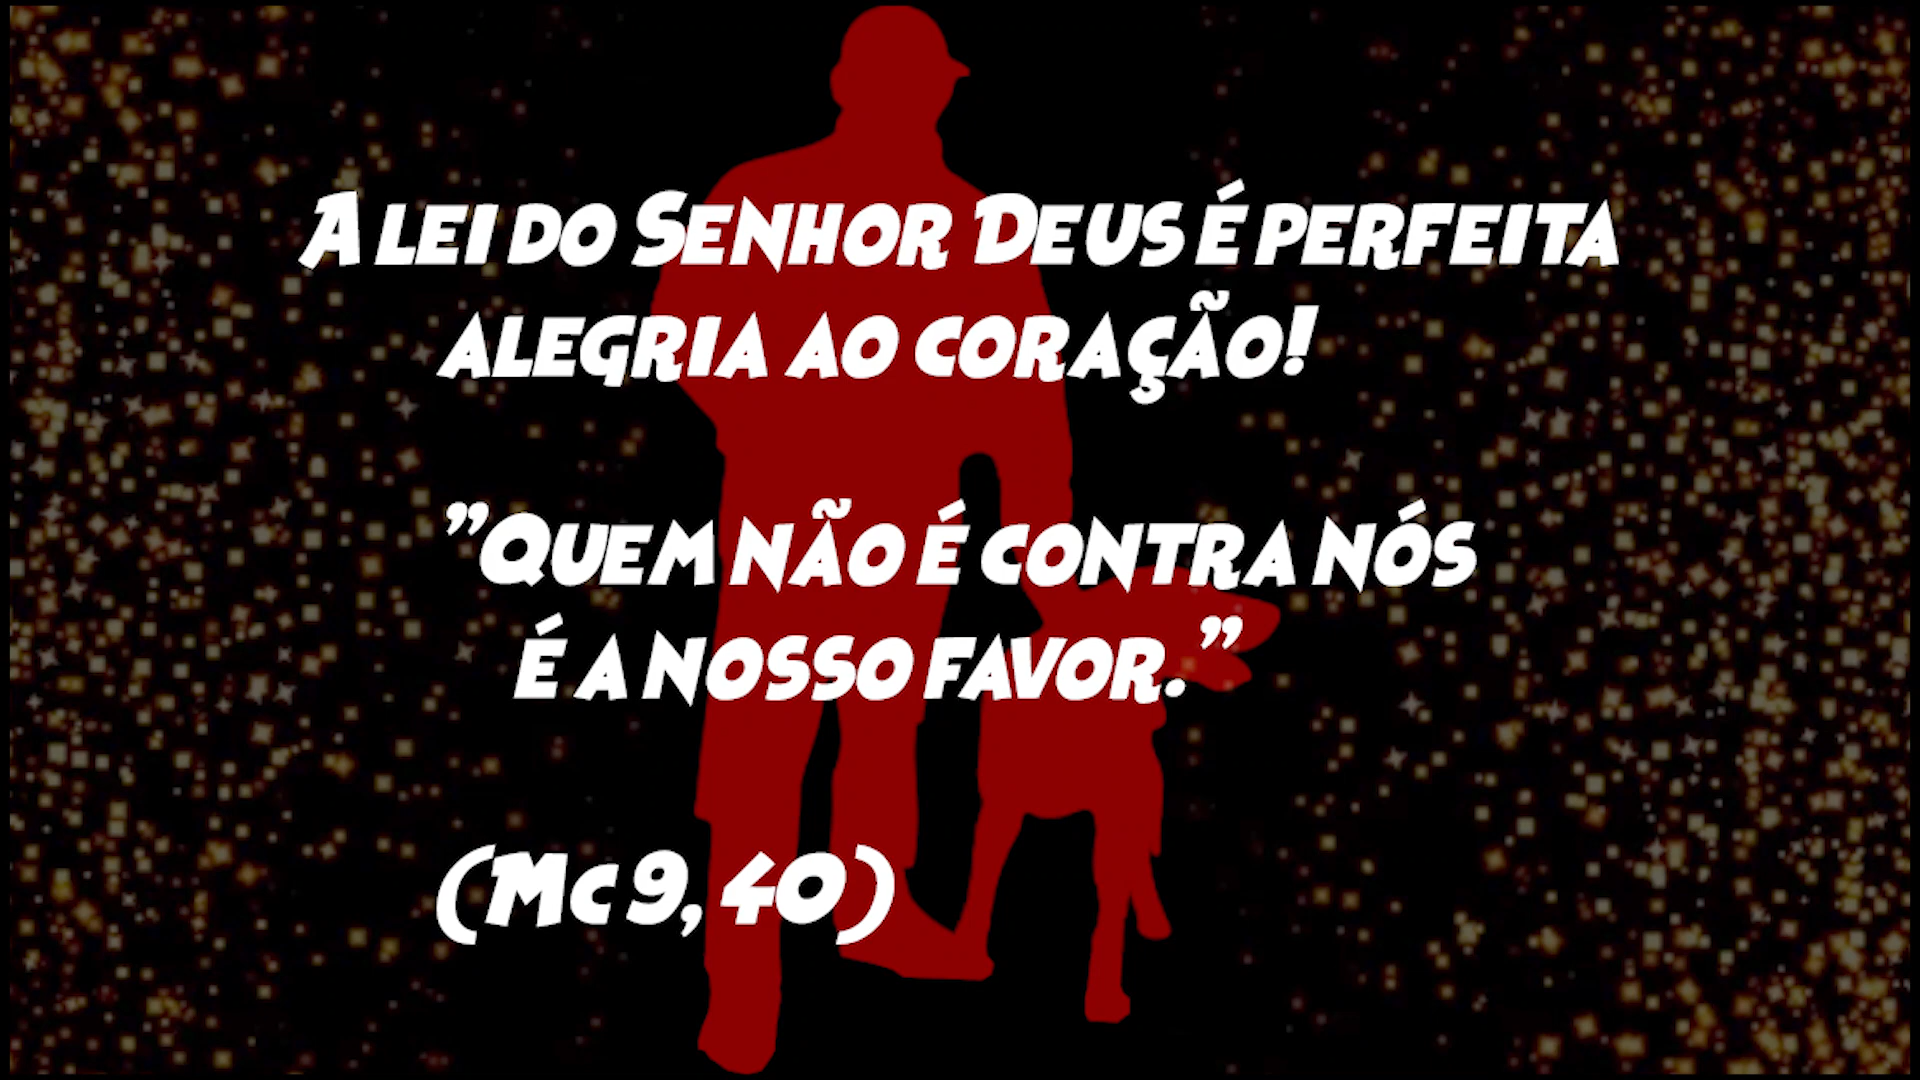 A lei do Senhor Deus é perfeita
alegria ao coração!
”Quem não é contra nós
é a nosso favor.”
(Mc 9, 40)